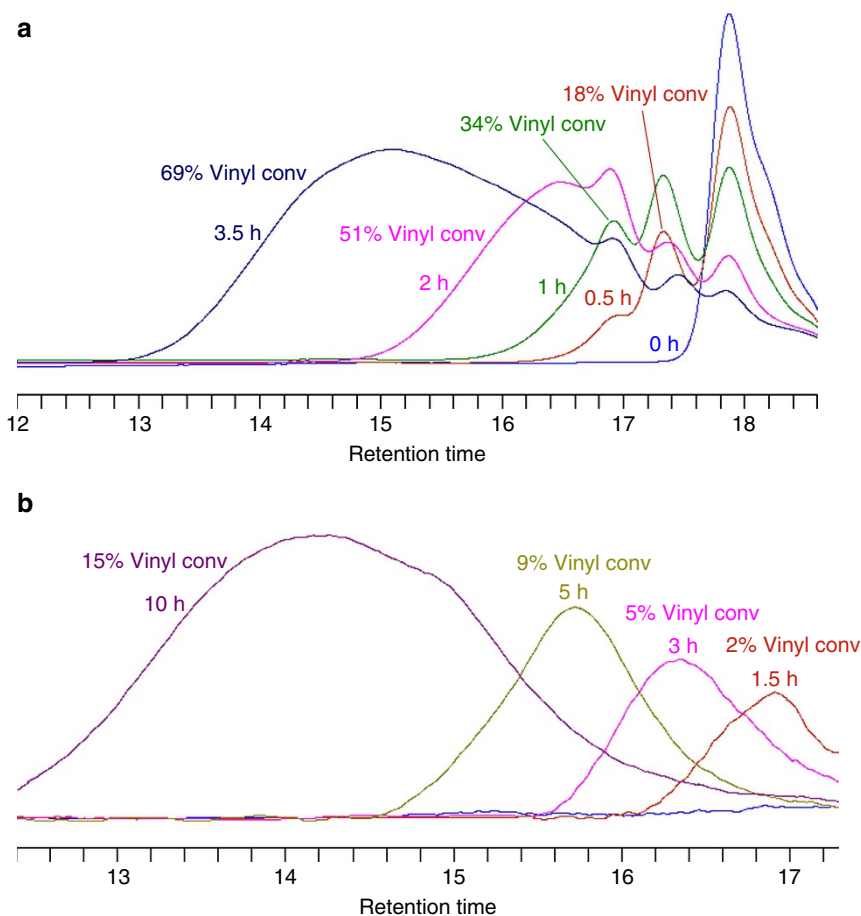 a
18% Vinyl conv
34% Vinyl conv
69% Vinyl conv
3.5 h
51% Vinyl conv
2 h
1 h
0.5 h
0 h
12 13 14 15 16 17 18
Retention time
b
15% Vinyl conv
10 h
9% Vinyl conv
5 h
5% Vinyl conv
3 h
2% Vinyl conv
1.5 h
13 14 15 16 17
Retention time